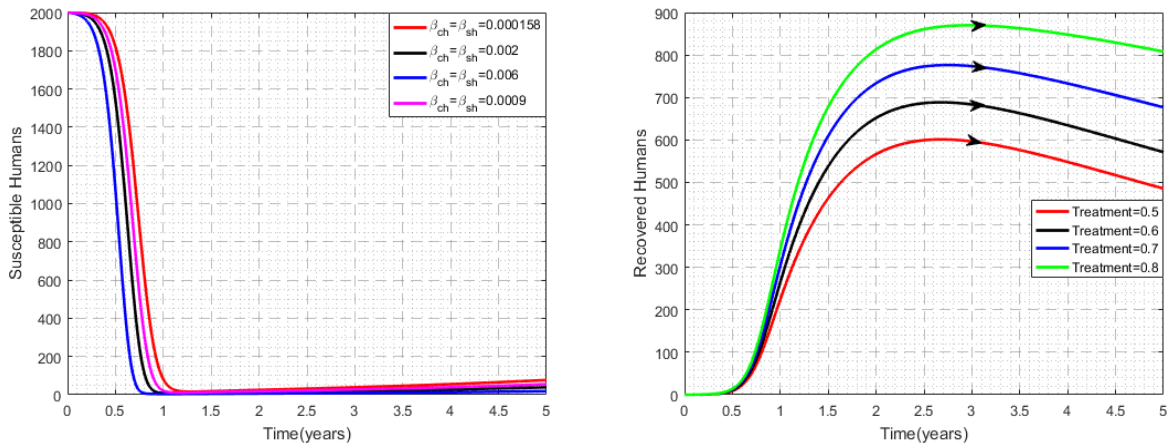 2000
1800
1600
1400
1200
1000
800
600
400
200
0
Susceptible Humans
0 0.5 1 1.5 2 2.5 3 3.5 4 4.5 5
Time(years)
β_ch=β_sh=0.000158
β_ch=β_sh=0.002
β_ch=β_sh=0.006
β_ch=β_sh=0.0009
900
800
700
600
500
400
300
200
100
0
Recovered Humans
0 0.5 1 1.5 2 2.5 3 3.5 4 4.5 5
Time(years)
Treatment=0.5
Treatment=0.6
Treatment=0.7
Treatment=0.8